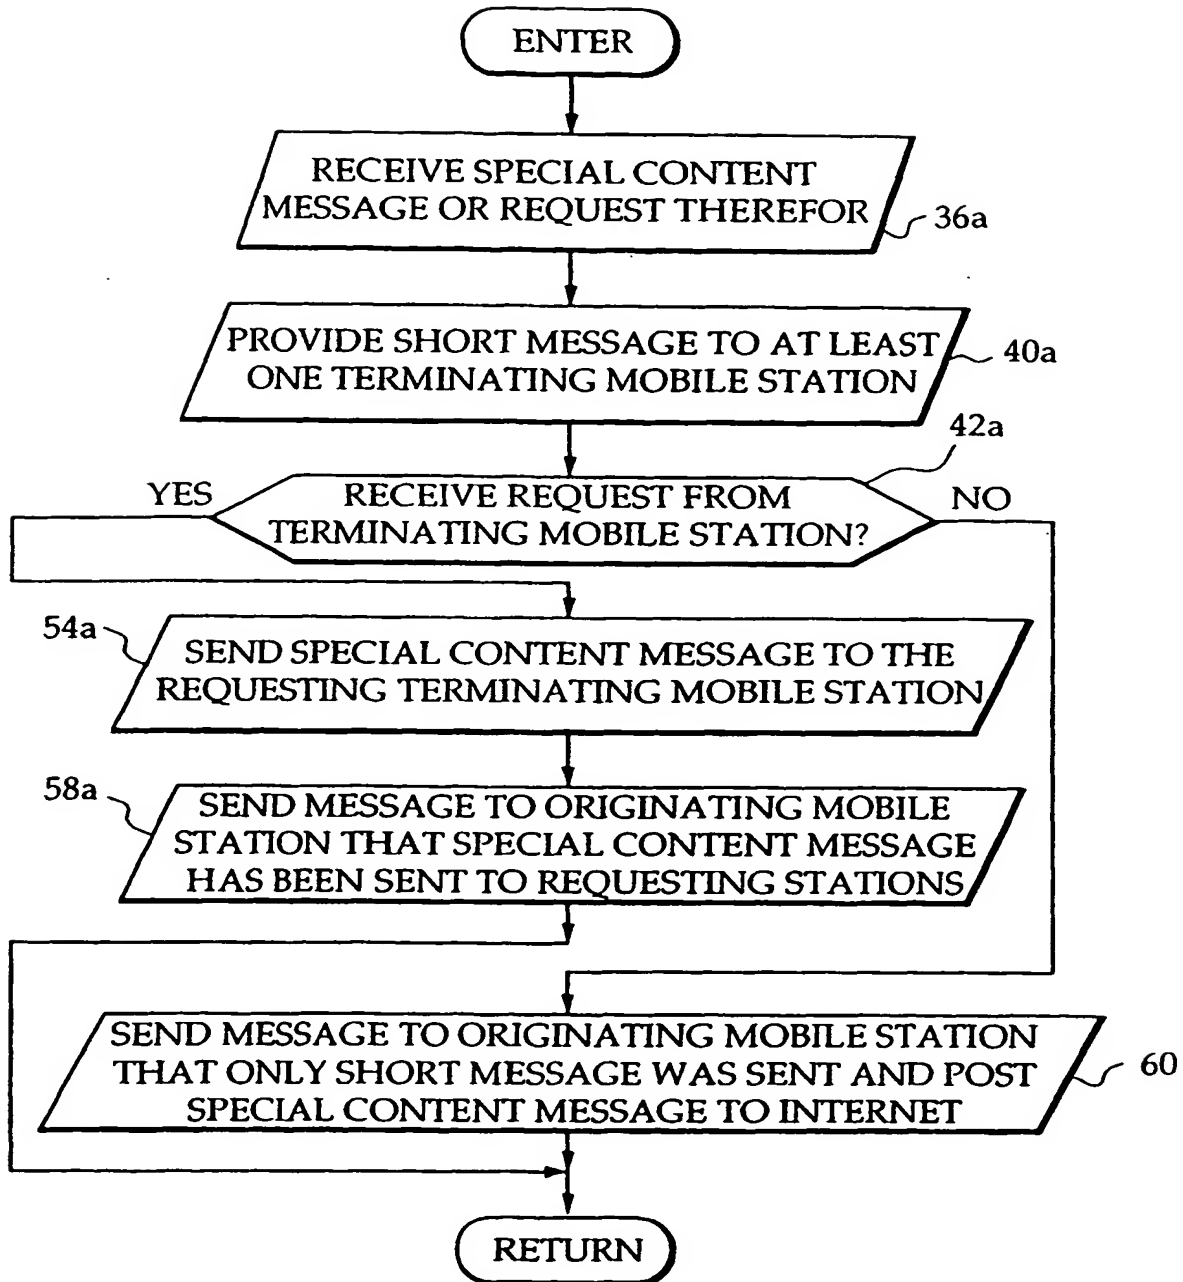 ENTER
RECEIVE SPECIAL CONTENT
MESSAGE OR REQUEST THEREFOR
36a
PROVIDE SHORT MESSAGE TO AT LEAST
ONE TERMINATING MOBILE STATION
40a
42a
YES
RECEIVE REQUEST FROM
TERMINATING MOBILE STATION?
NO
54a
SEND SPECIAL CONTENT MESSAGE TO THE
REQUESTING TERMINATING MOBILE STATION
58a
SEND MESSAGE TO ORIGINATING MOBILE
STATION THAT SPECIAL CONTENT MESSAGE
HAS BEEN SENT TO REQUESTING STATIONS
SEND MESSAGE TO ORIGINATING MOBILE STATION
THAT ONLY SHORT MESSAGE WAS SENT AND POST
SPECIAL CONTENT MESSAGE TO INTERNET
60
RETURN